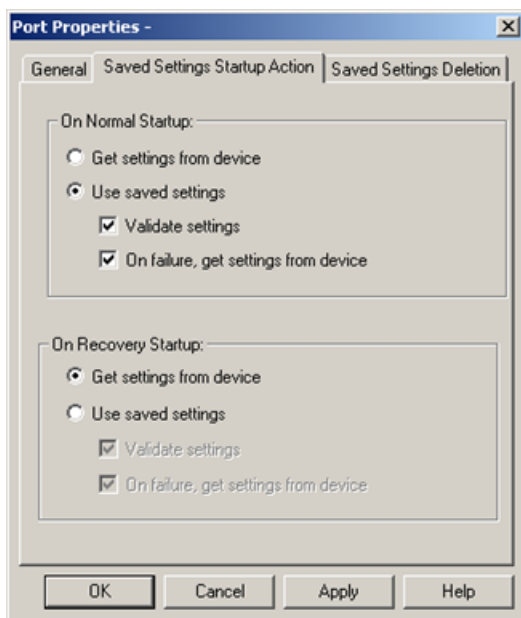 Port Properties -
General
Saved Settings Startup Action
Saved Settings Deletion
On Normal Startup:
Get settings from device
Use saved settings
Validate settings
On failure, get settings from device
On Recovery Startup:
Get settings from device
Use saved settings
Validate settings
On failure, get settings from device
OK
Cancel
Apply
Help